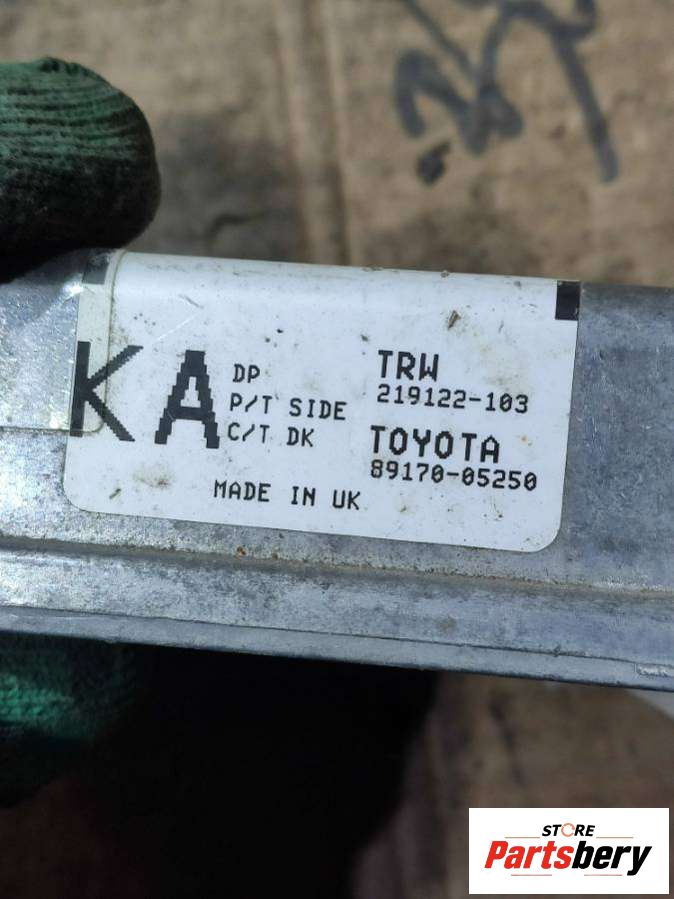 KA
DP
P/T SIDE
C/T DK
TRW
219122-103
TOYOTA
89170-05250
MADE IN UK
STORE
Partsbery